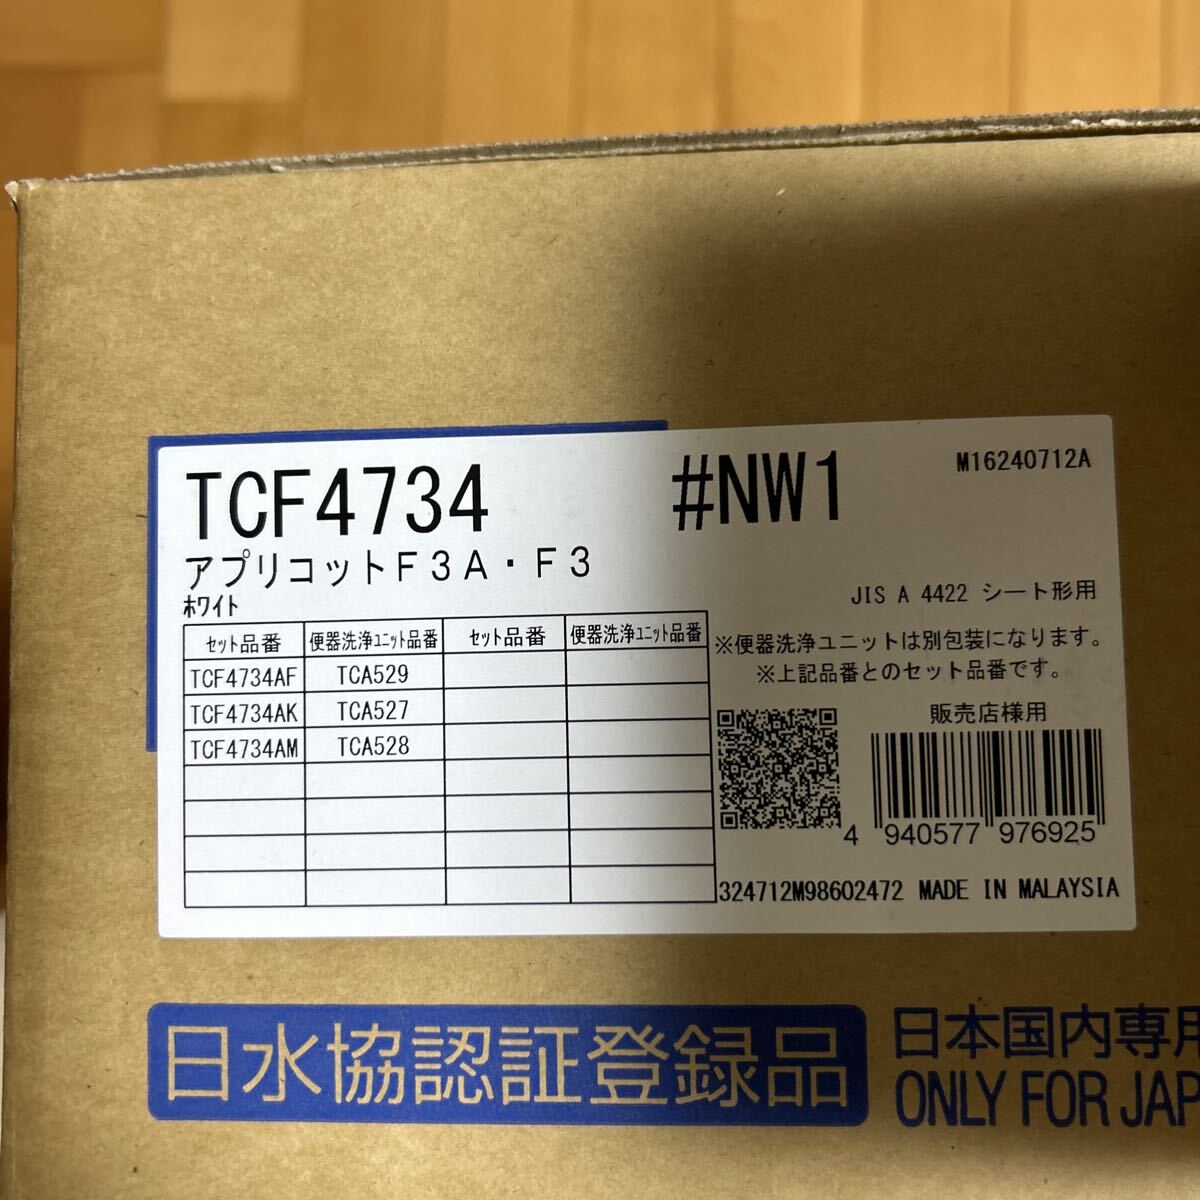 TCF4734 #NW1 M16240712A
アプリコットF3A・F3
ホワイト
JIS A 4422 シート形用
セット品番 便器洗浄ユニット品番 セット品番 便器洗浄ユニット品番
TCF4734AF TCA529
TCF4734AK TCA527
TCF4734AM TCA528
※便器洗浄ユニットは別包装になります。
※上記品番とのセット品番です。
販売店様用
4 940577 976925
324712M98602472 MADE IN MALAYSIA
日水協認証登録品
日本国内専用
ONLY FOR JAP